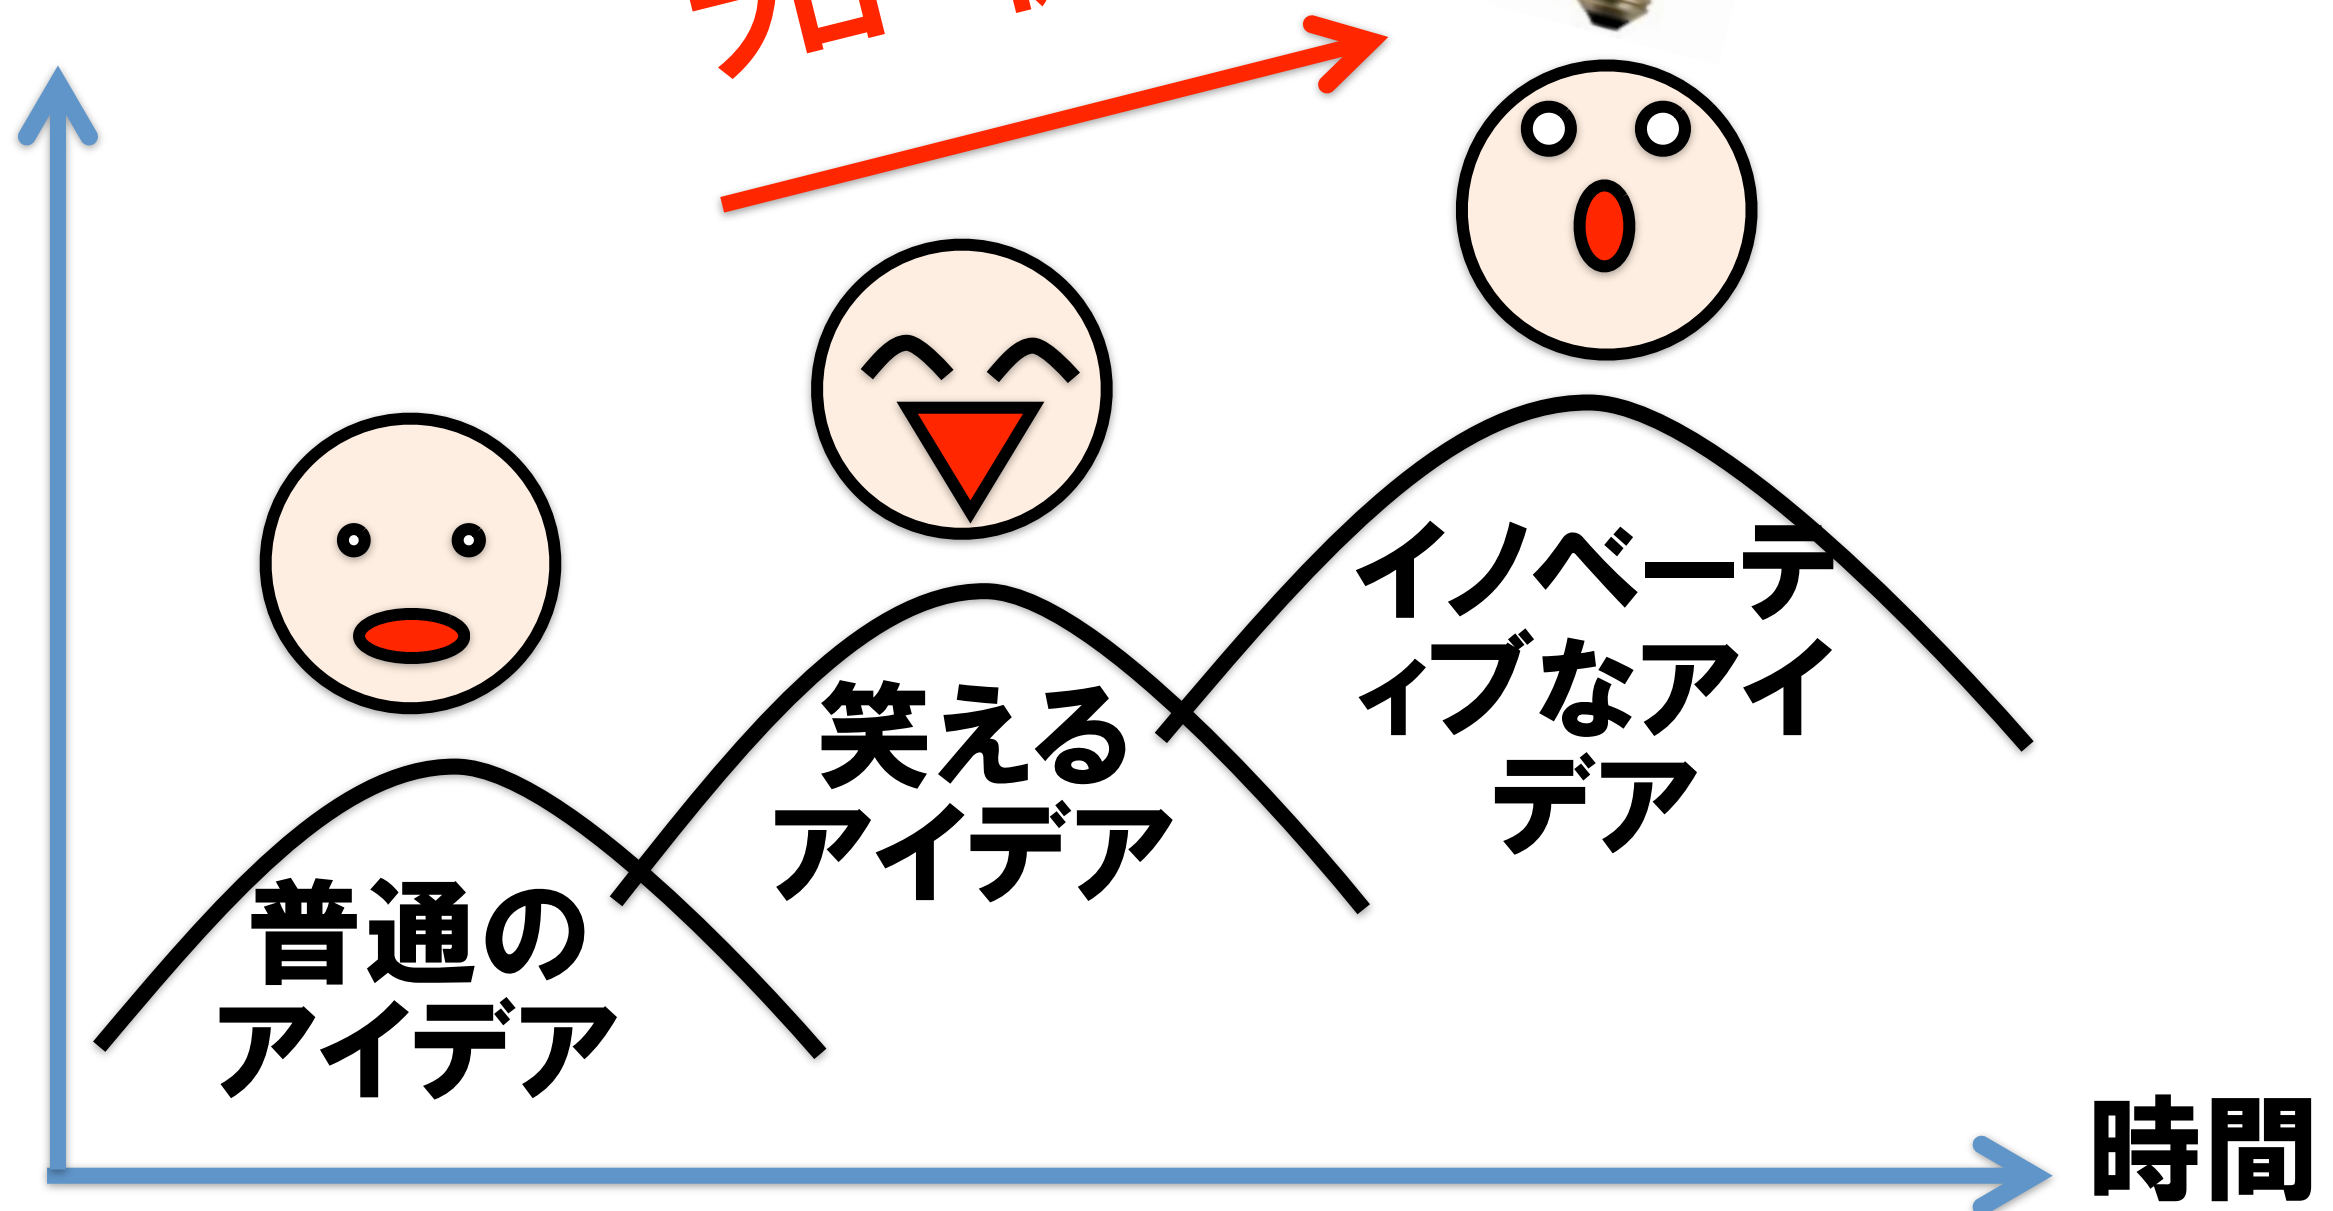 普通の
アイデア
笑える
アイデア
イノベーテ
ィブなアイ
デア
時間